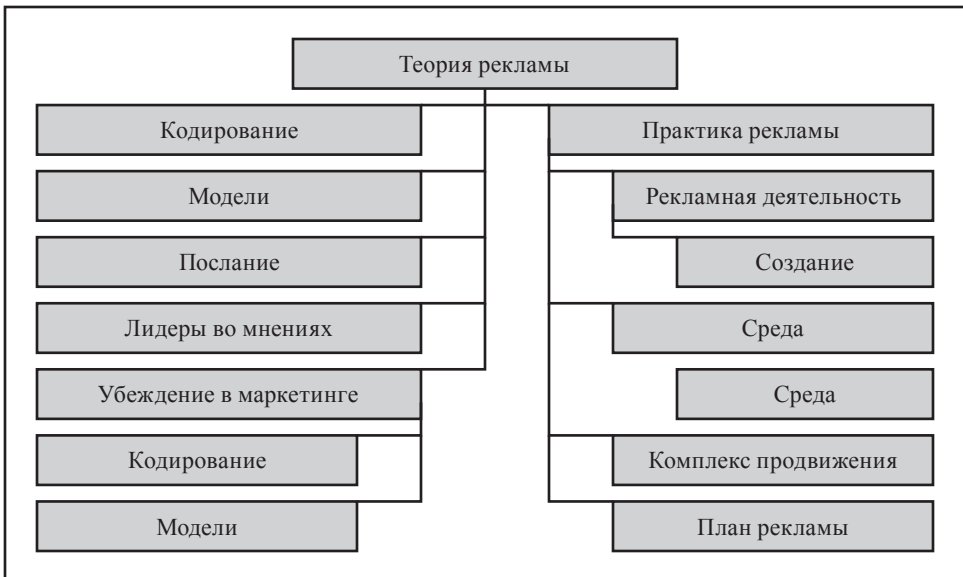 Теория рекламы
Кодирование
Модели
Послание
Лидеры во мнениях
Убеждение в маркетинге
Кодирование
Модели
Практика рекламы
Рекламная деятельность
Создание
Среда
Среда
Комплекс продвижения
План рекламы